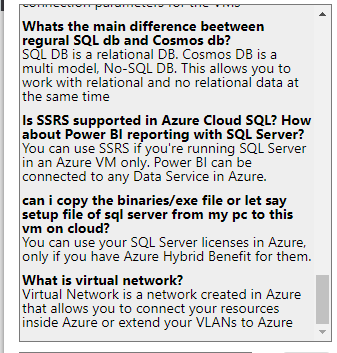 connection parameters for the VMs
Whats the main difference beetween
regural SQL db and Cosmos db?
SQL DB is a relational DB. Cosmos DB is a
multi model, No-SQL DB. This allows you to
work with relational and no relational data at
the same time
Is SSRS supported in Azure Cloud SQL? How
about Power BI reporting with SQL Server?
You can use SSRS if you're running SQL Server
in an Azure VM only. Power BI can be
connected to any Data Service in Azure.
can i copy the binaries/exe file or let say
setup file of sql server from my pc to this
vm on cloud?
You can use your SQL Server licenses in Azure,
only if you have Azure Hybrid Benefit for them.
What is virtual network?
Virtual Network is a network created in Azure
that allows you to connect your resources
inside Azure or extend your VLANs to Azure